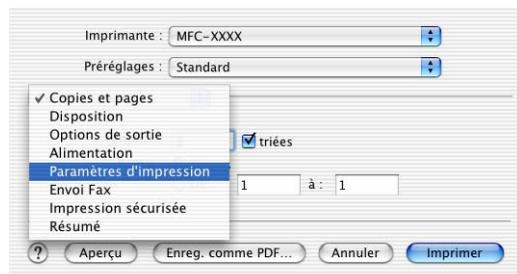 Imprimante : MFC-XXXX
Préréglages : Standard
✓ Copies et pages
Disposition
Options de sortie
triées
Alimentation
Paramètres d'impression
1 à : 1
Envoi Fax
Impression sécurisée
Résumé
? Aperçu Enreg. comme PDF... Annuler Imprimer